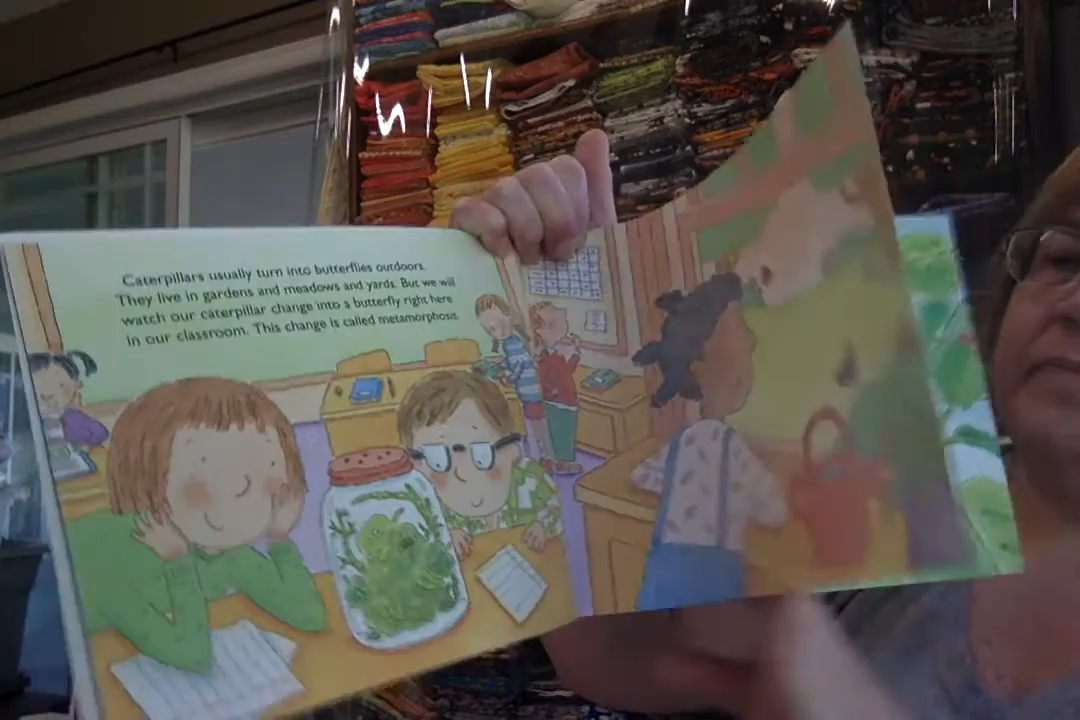 Caterpillars usually turn into butterflies outdoors.
They live in gardens and meadows and yards. But we will
watch our caterpillar change into a butterfly right here
in our classroom. This change is called metamorphosis.